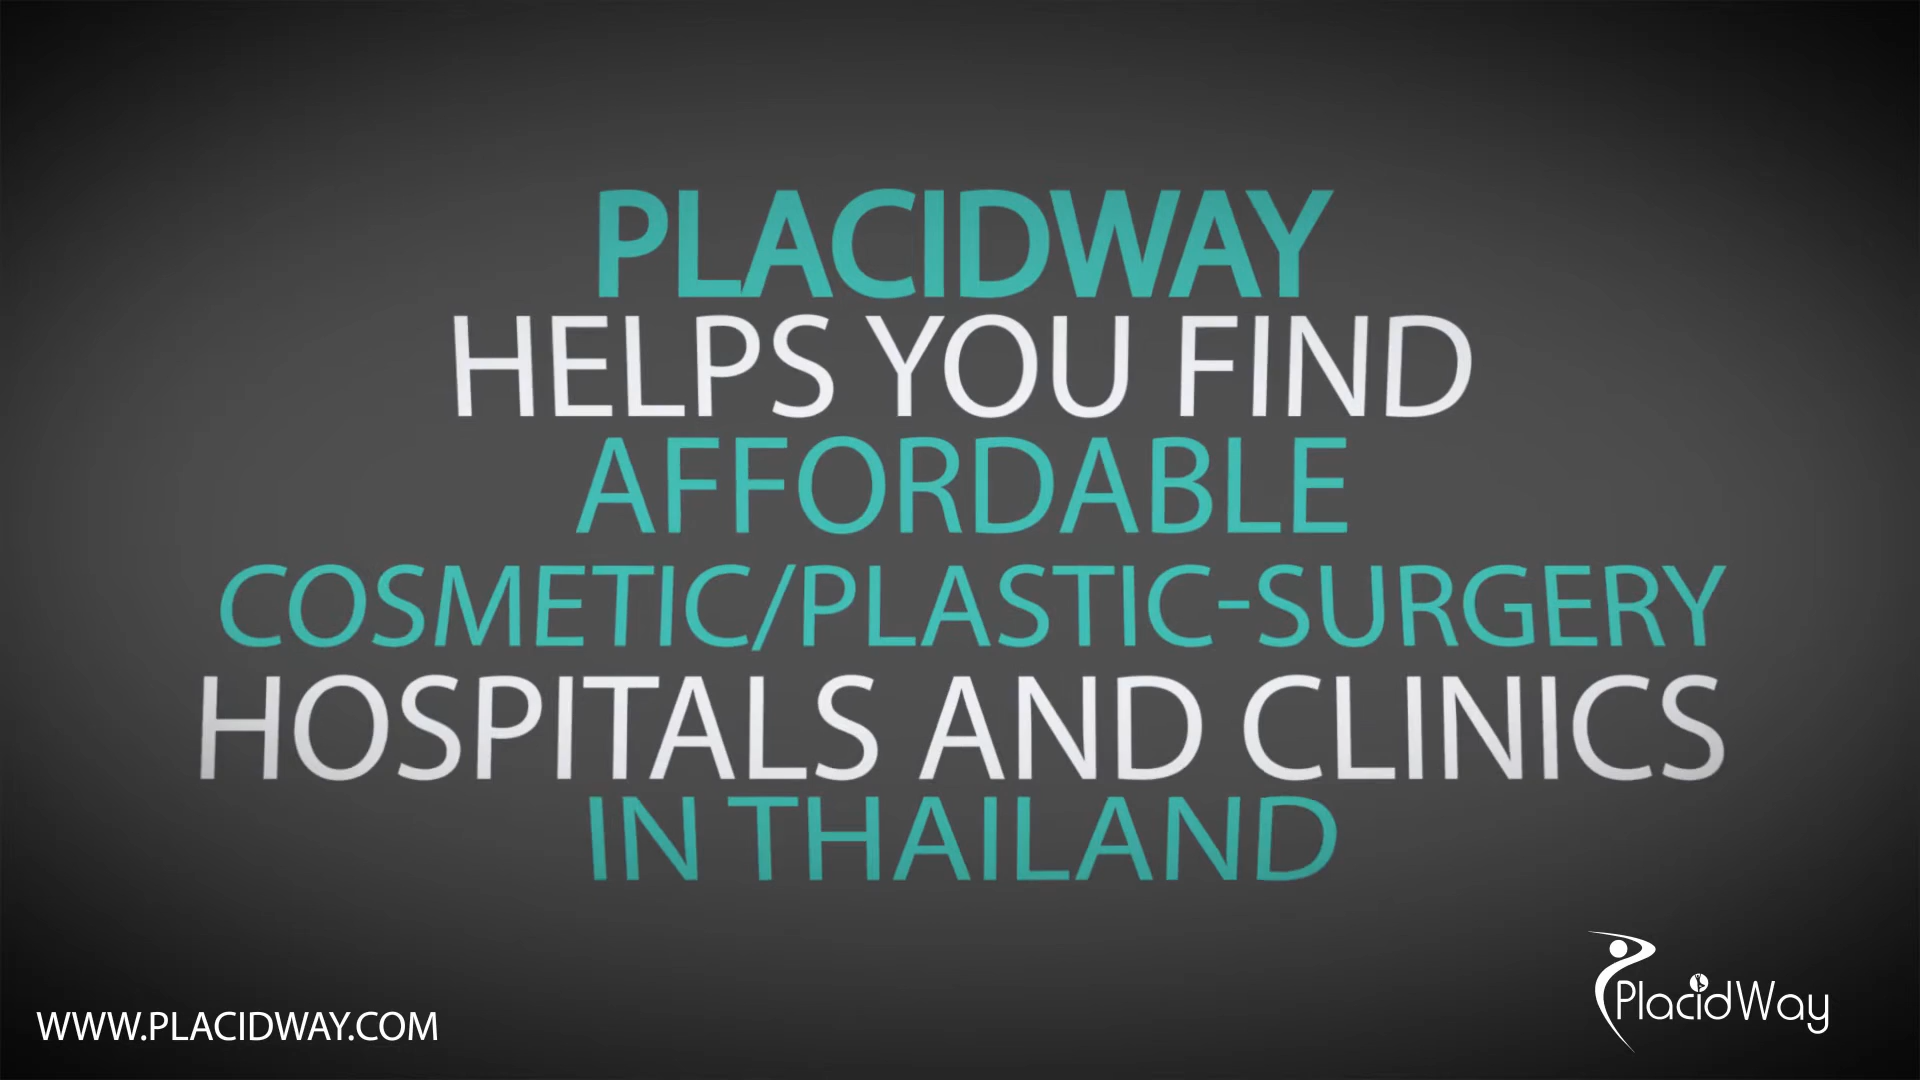 PLACIDWAY
HELPS YOU FIND
AFFORDABLE
COSMETIC/PLASTIC-SURGERY
HOSPITALS AND CLINICS
IN THAILAND
WWW.PLACIDWAY.COM
PlacidWay